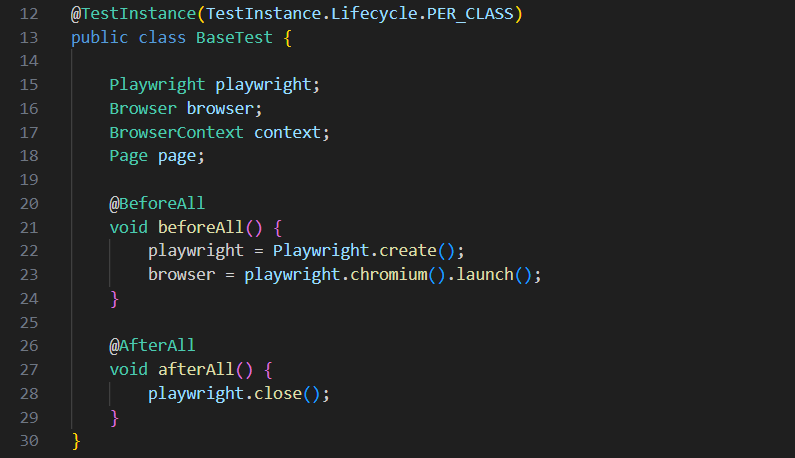 12 @TestInstance(TestInstance.Lifecycle.PER_CLASS)
13 public class BaseTest {
14
15     Playwright playwright;
16     Browser browser;
17     BrowserContext context;
18     Page page;
19
20     @BeforeAll
21     void beforeAll() {
22         playwright = Playwright.create();
23         browser = playwright.chromium().launch();
24     }
25
26     @AfterAll
27     void afterAll() {
28         playwright.close();
29     }
30 }